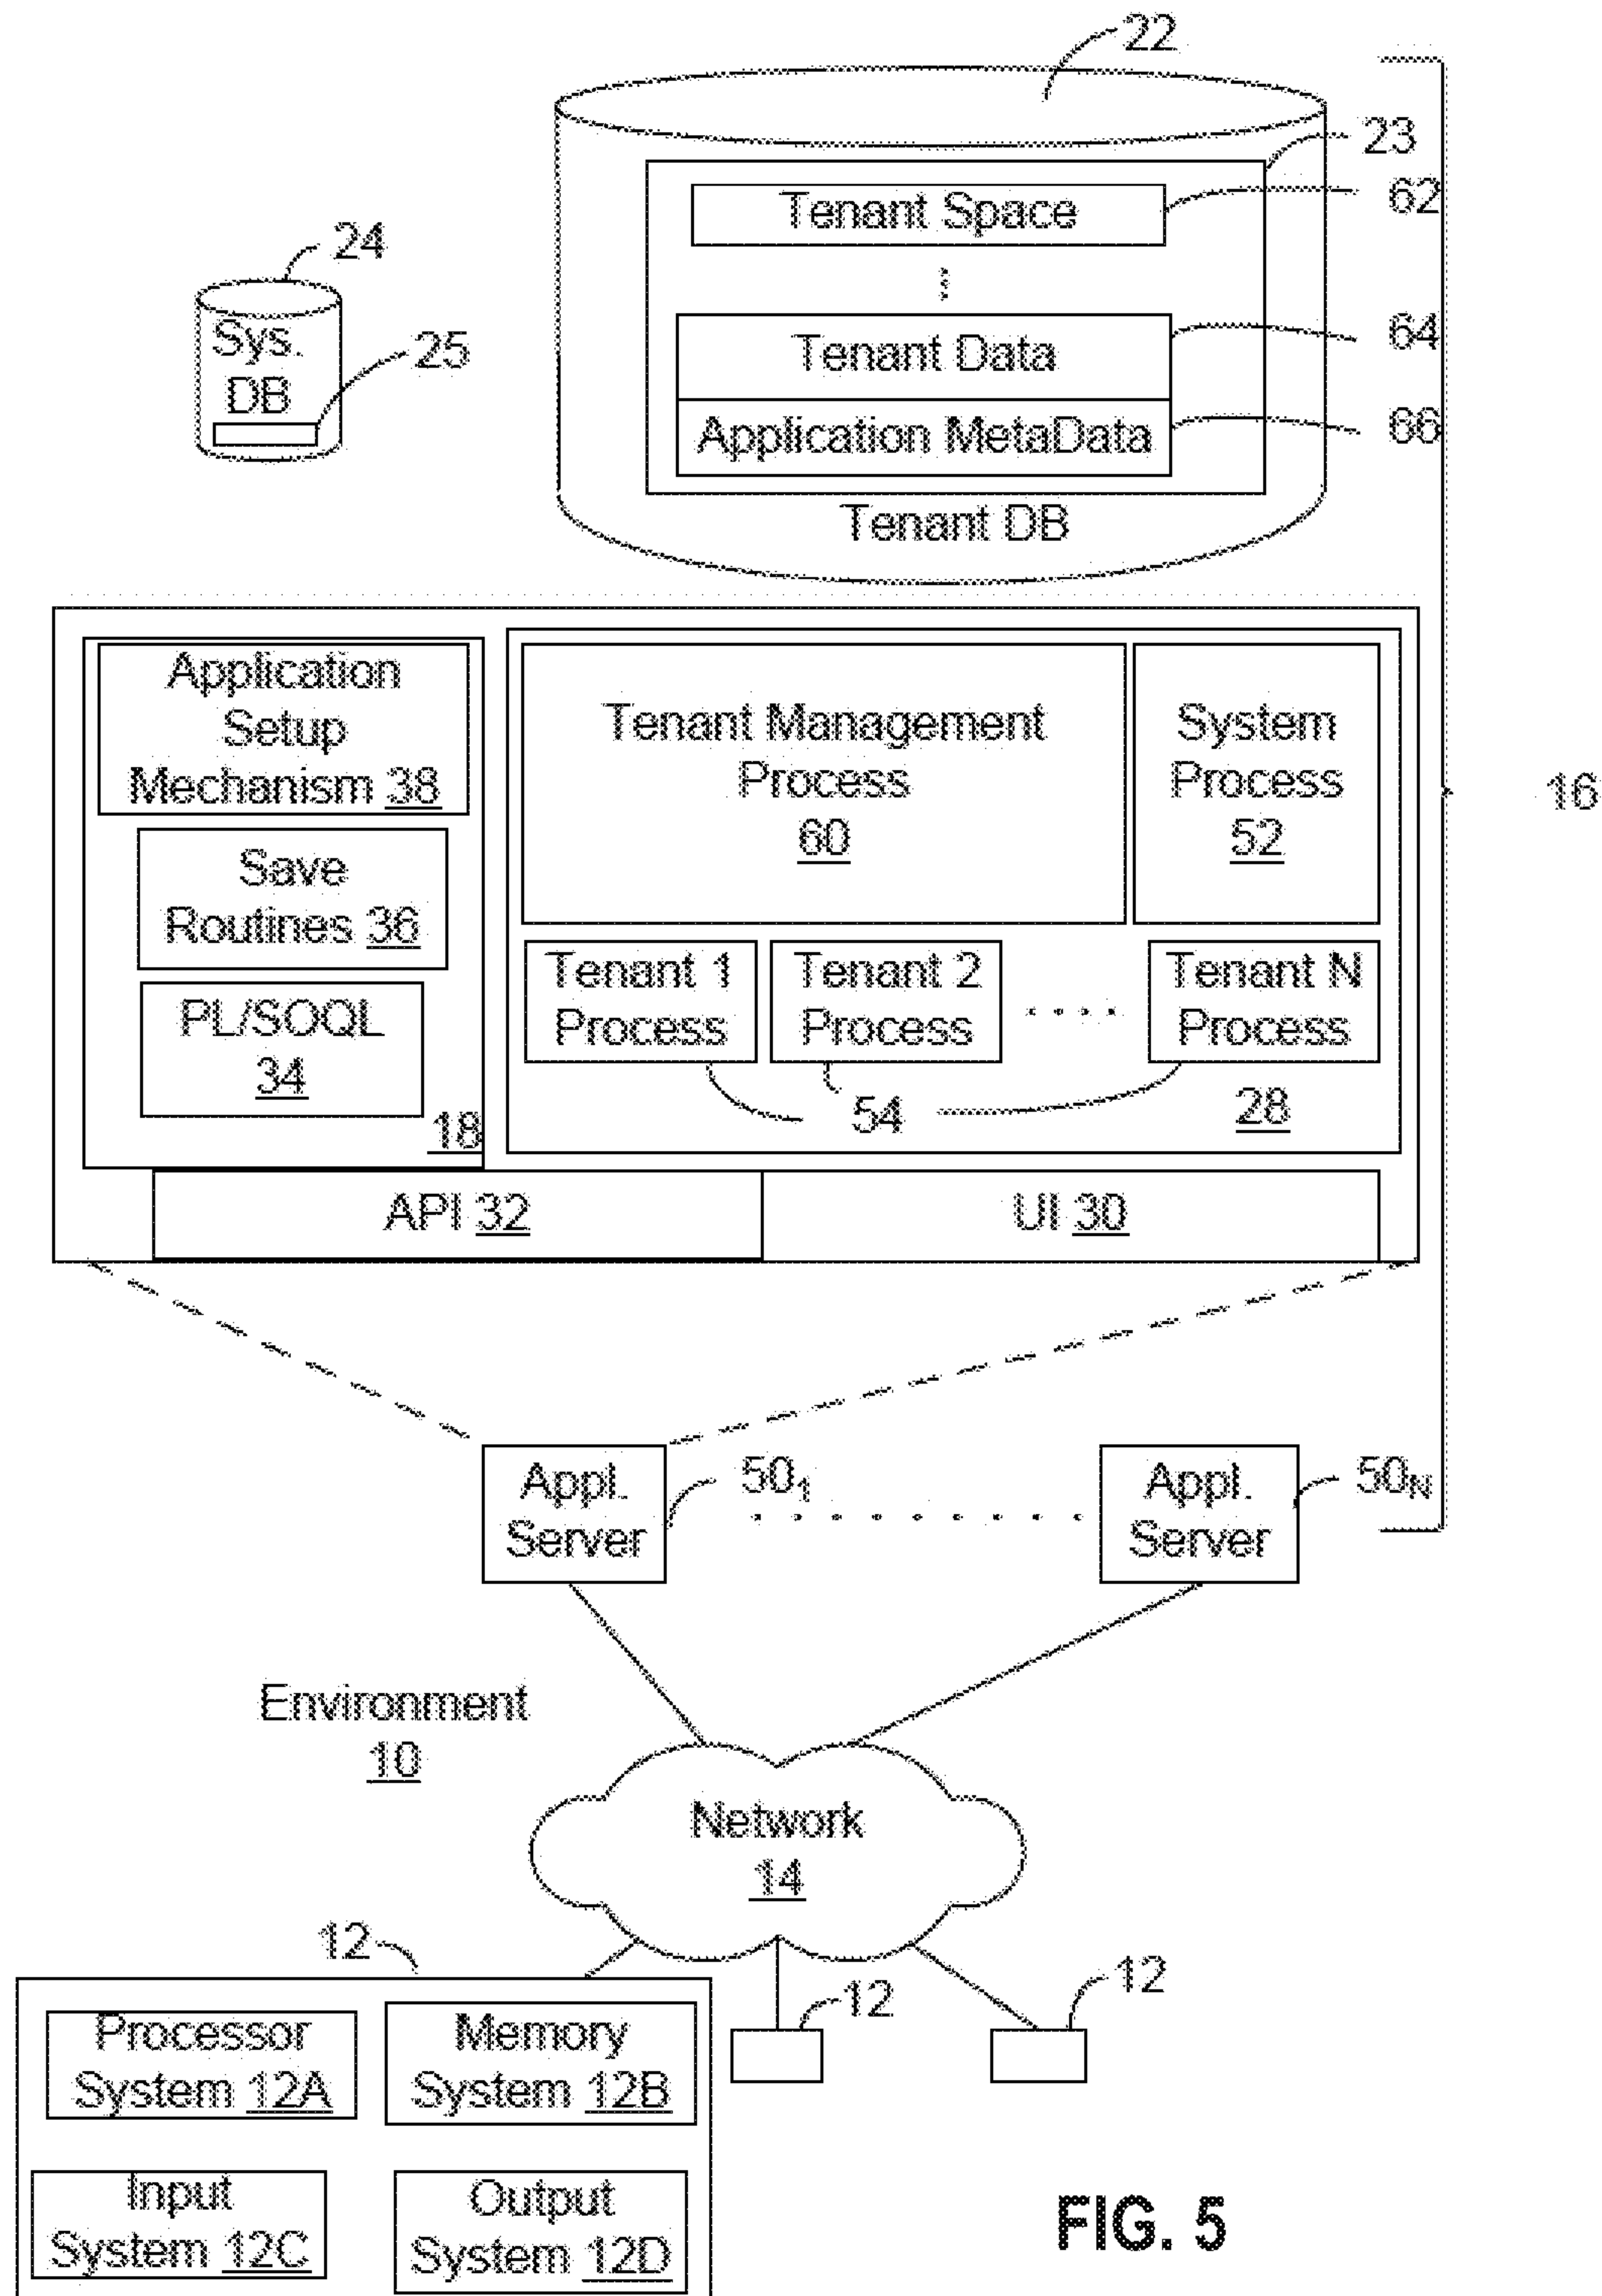 22
23
Tenant Space
62
24
Sys.
DB
25
Tenant Data
64
Application MetaData
66
Tenant DB
Application
Setup
Mechanism 38
Tenant Management
Process
60
System
Process
52
16
Save
Routines 36
Tenant 1
Process
Tenant 2
Process
Tenant N
Process
PL/SOQL
34
18
54
28
API 32
UI 30
Appl.
Server
50₁
Appl.
Server
50N
Environment
10
Network
14
12
12
12
Processor
System 12A
Memory
System 12B
Input
System 12C
Output
System 12D
FIG. 5